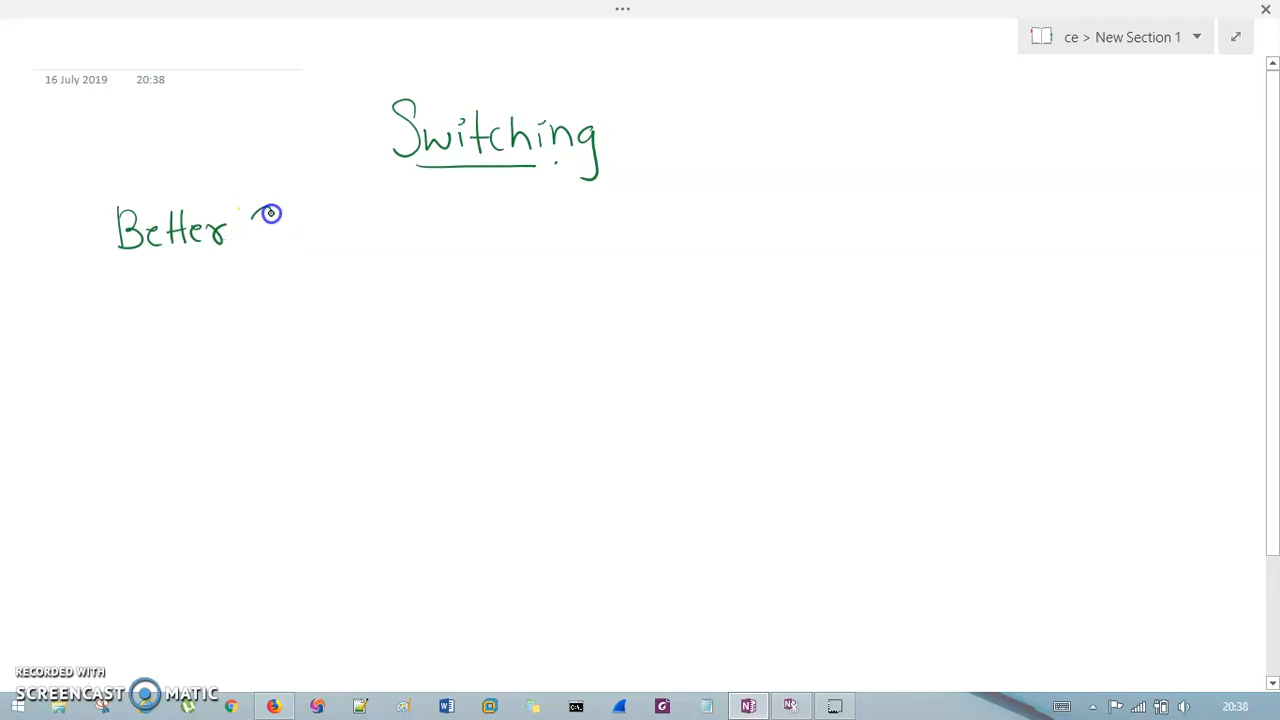 ce > New Section 1
16 July 2019 20:38
Switching
Better
RECORDED WITH
SCREENCAST MATIC
20:38